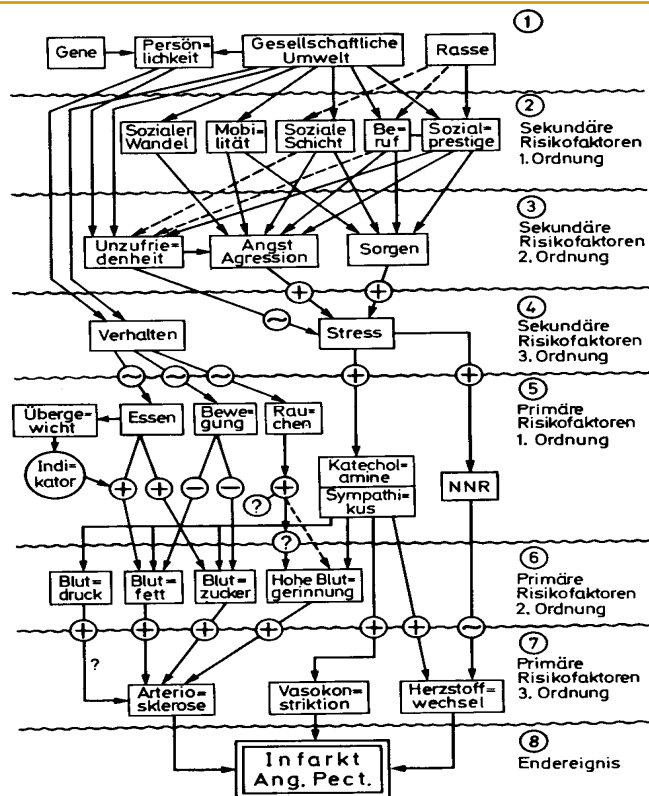 ①
Gene
Persön=
lichkeit
Gesellschaftliche
Umwelt
Rasse
②
Sekundäre
Risikofaktoren
1. Ordnung
Sozialer
Wandel
Mobi=
lität
Soziale
Schicht
Be=
ruf
Sozial=
prestige
③
Sekundäre
Risikofaktoren
2. Ordnung
Unzufrie=
denheit
Angst
Agression
Sorgen
+
+
④
Sekundäre
Risikofaktoren
3. Ordnung
~
Verhalten
Stress
~
~
~
+
+
⑤
Primäre
Risikofaktoren
1. Ordnung
Überge=
wicht
Essen
Bewe=
gung
Rau=
chen
Indi=
kator
+
+
−
−
+
?
Katechol=
amine
Sympathi=
kus
NNR
?
⑥
Primäre
Risikofaktoren
2. Ordnung
Blut=
druck
Blut=
fett
Blut=
zucker
Hohe Blut=
gerinnung
+
+
+
+
+
+
~
⑦
Primäre
Risikofaktoren
3. Ordnung
?
Arterio=
sklerose
Vasokon=
striktion
Herzstoff=
wechsel
⑧
Endereignis
Infarkt
Ang. Pect.